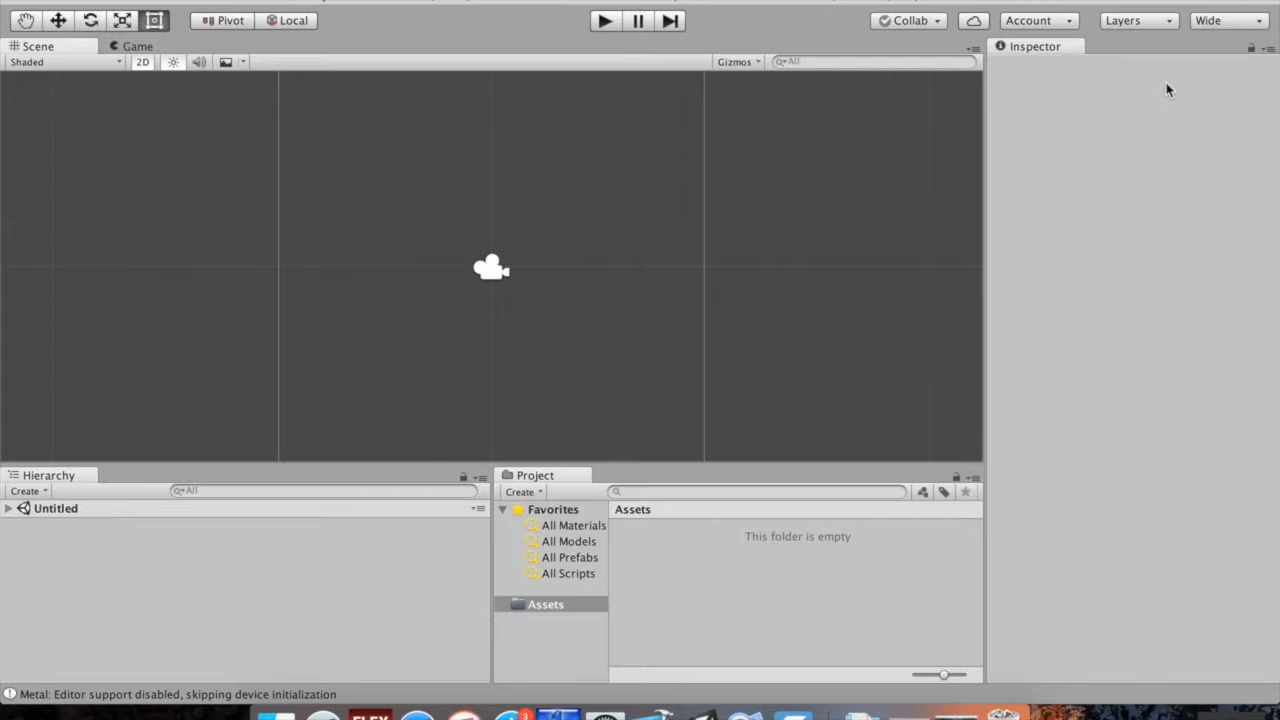 Pivot Local Collab Account Layers Wide
Scene Game Inspector
Shaded 2D Gizmos All
Hierarchy Project
Create All Create
Untitled Favorites Assets
All Materials This folder is empty
All Models
All Prefabs
All Scripts
Assets
Metal: Editor support disabled, skipping device initialization
FLEX 3